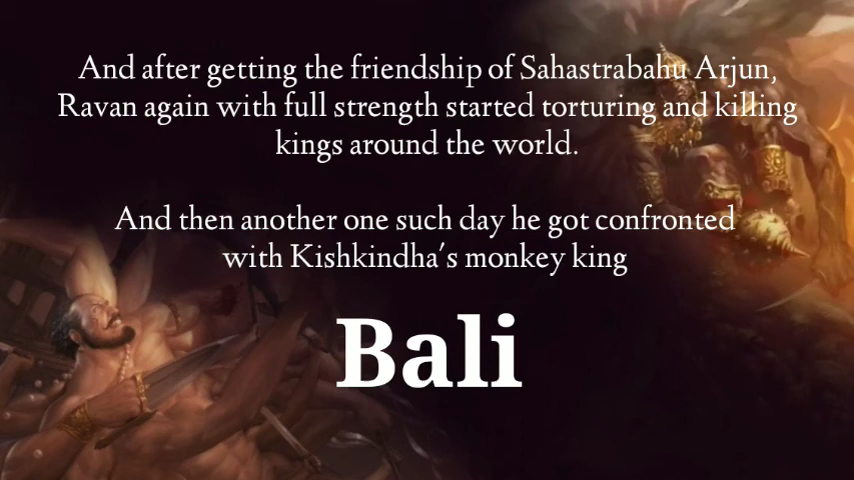 And after getting the friendship of Sahastrabahu Arjun,
Ravan again with full strength started torturing and killing
kings around the world.
And then another one such day he got confronted
with Kishkindha's monkey king
Bali